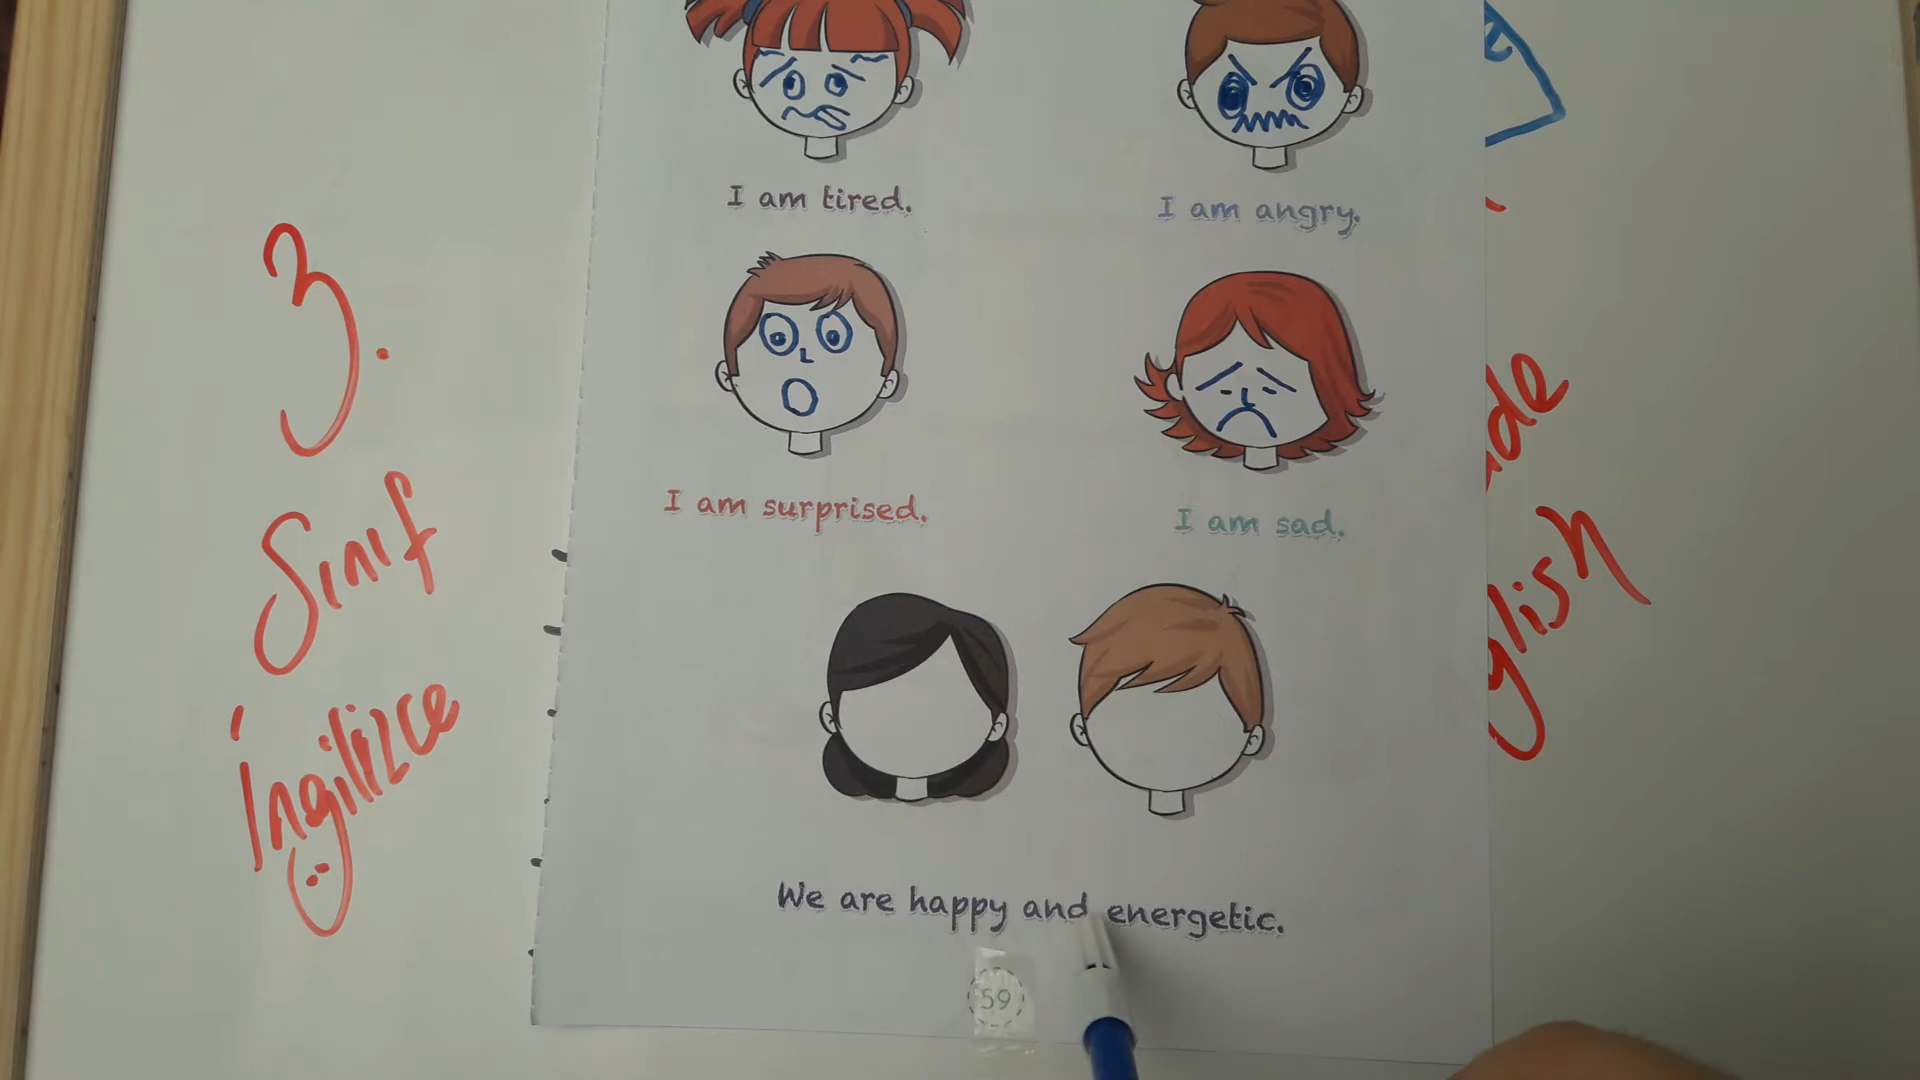 I am tired.
I am angry.
I am surprised.
I am sad.
We are happy and energetic.
59
3.
Sınıf
İngilizce